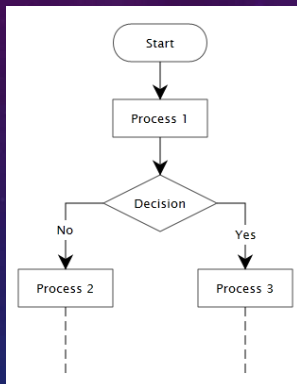 Start
Process 1
Decision
No
Yes
Process 2
Process 3